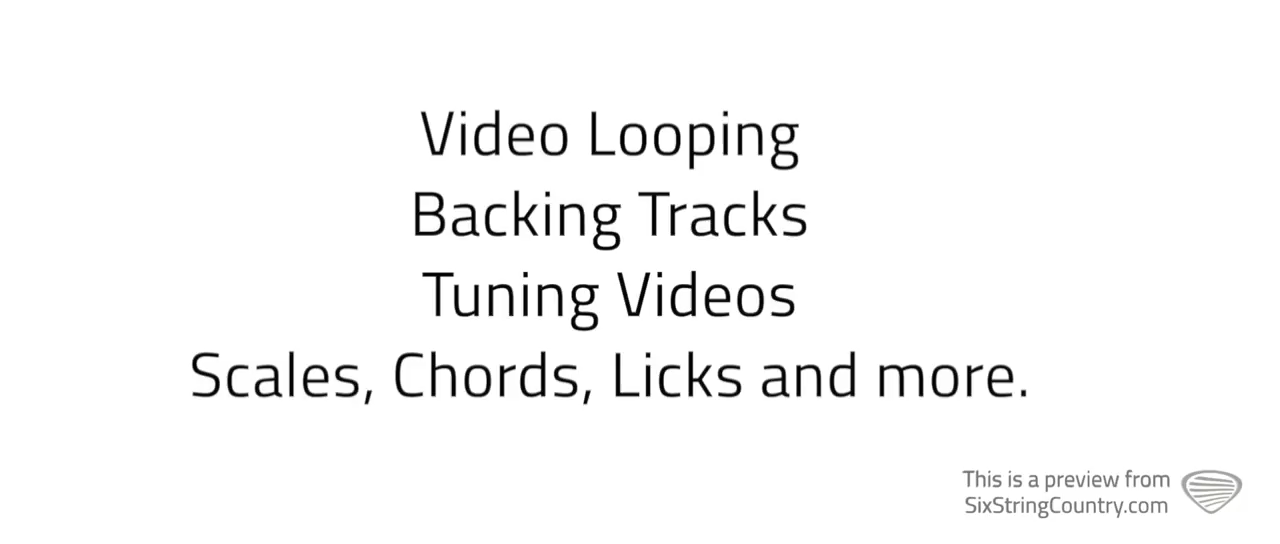 Video Looping
Backing Tracks
Tuning Videos
Scales, Chords, Licks and more.
This is a preview from
SixStringCountry.com